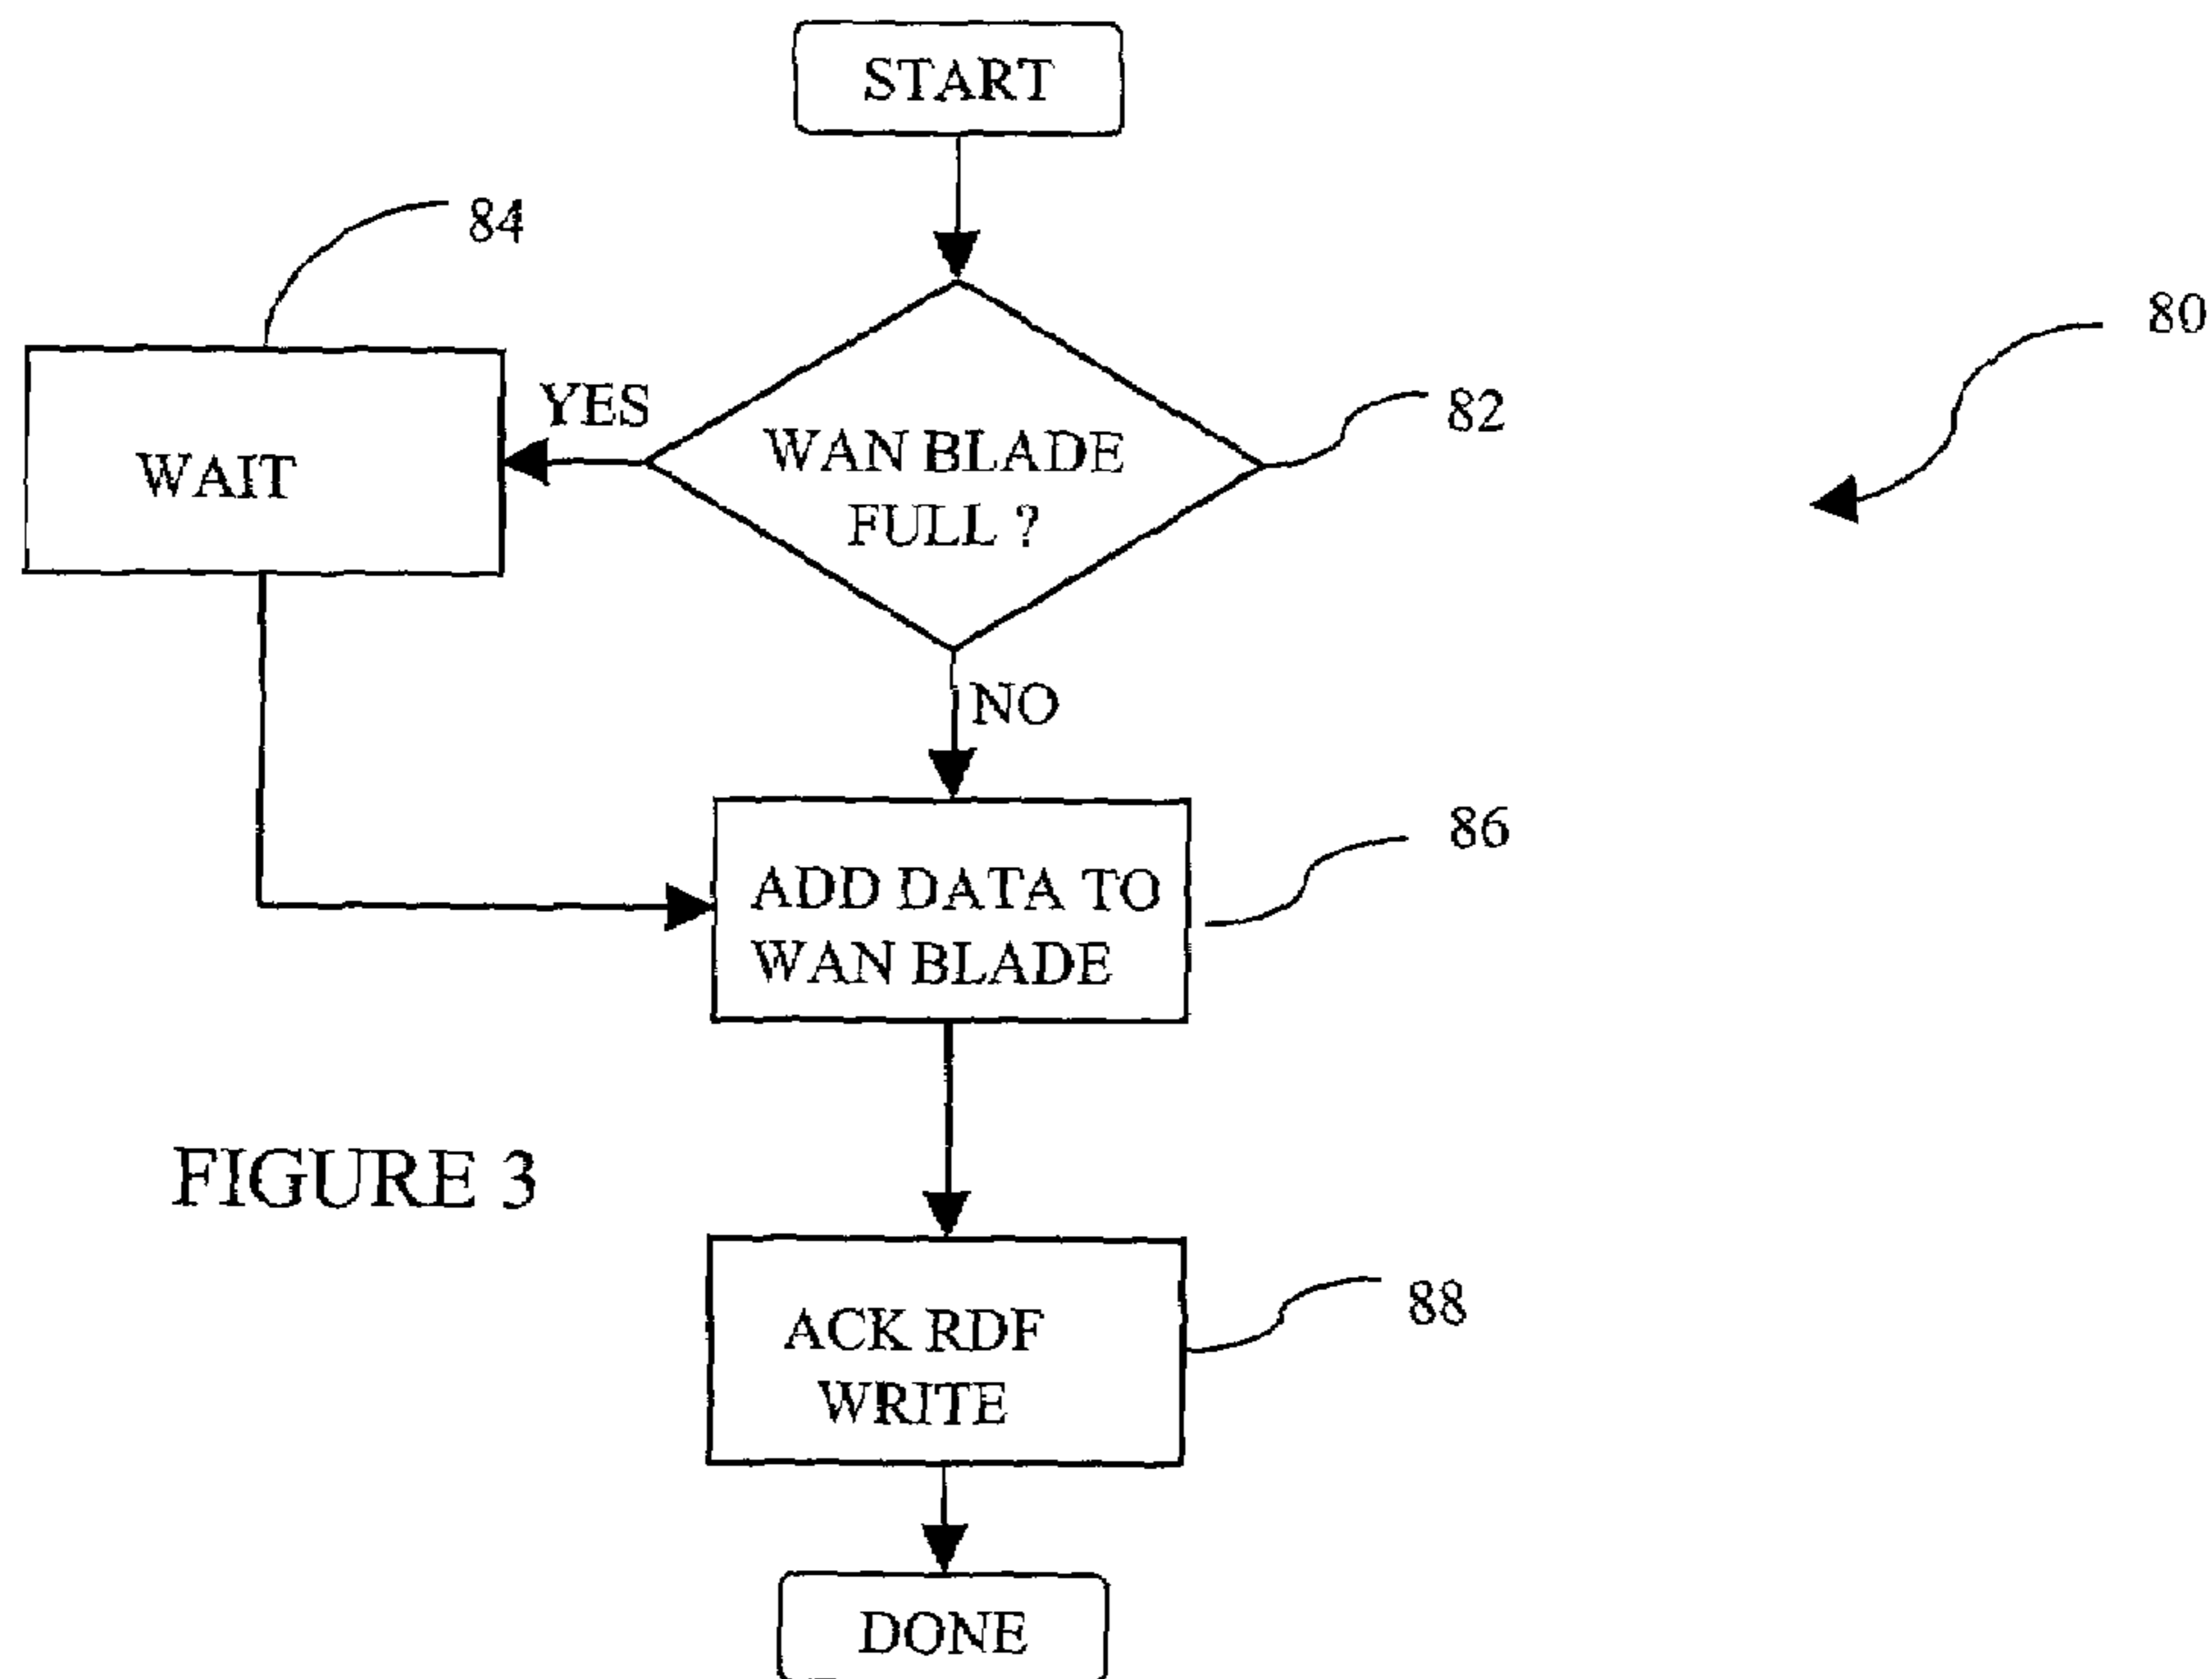 START
84
80
YES
82
WAN BLADE
FULL ?
WAIT
NO
86
ADD DATA TO
WAN BLADE
FIGURE 3
88
ACK RDF
WRITE
DONE